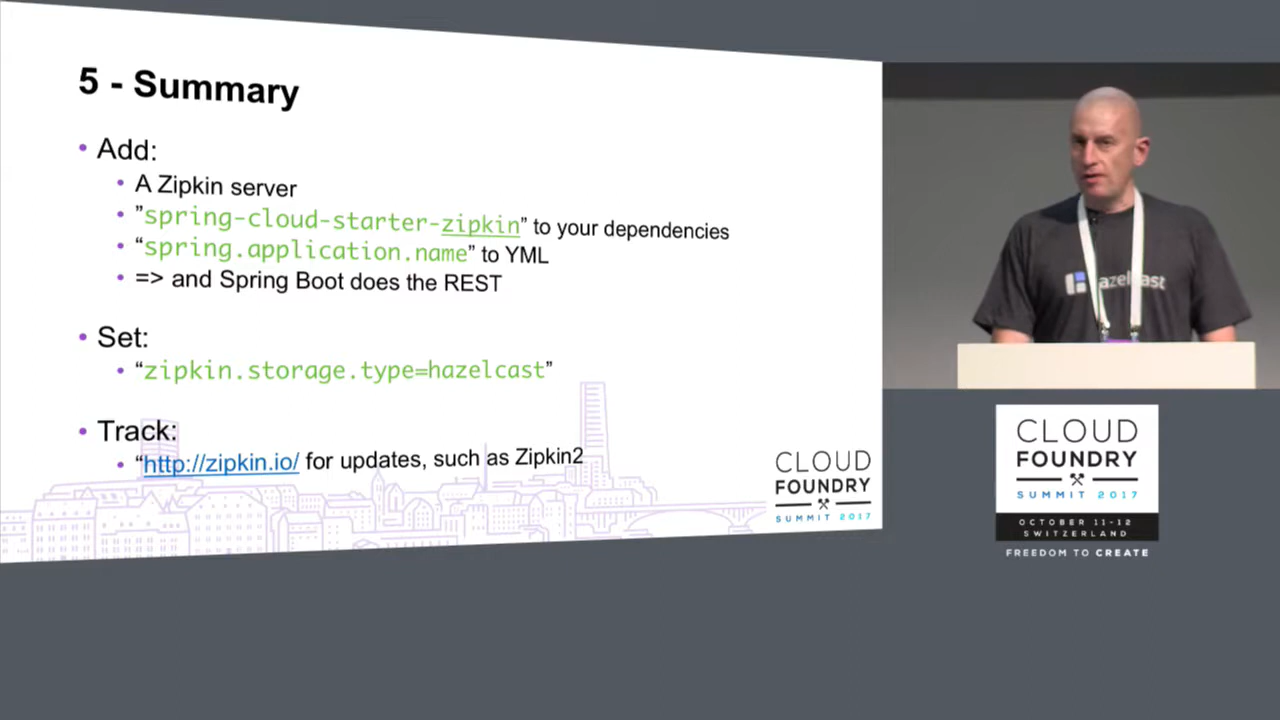 5 - Summary
• Add:
• A Zipkin server
• ”spring-cloud-starter-zipkin” to your dependencies
• “spring.application.name” to YML
• => and Spring Boot does the REST
• Set:
• “zipkin.storage.type=hazelcast”
• Track:
• “http://zipkin.io/ for updates, such as Zipkin2
CLOUD
FOUNDRY
SUMMIT 2017
hazelcast
CLOUD
FOUNDRY
SUMMIT 2017
OCTOBER 11-12
SWITZERLAND
FREEDOM TO CREATE